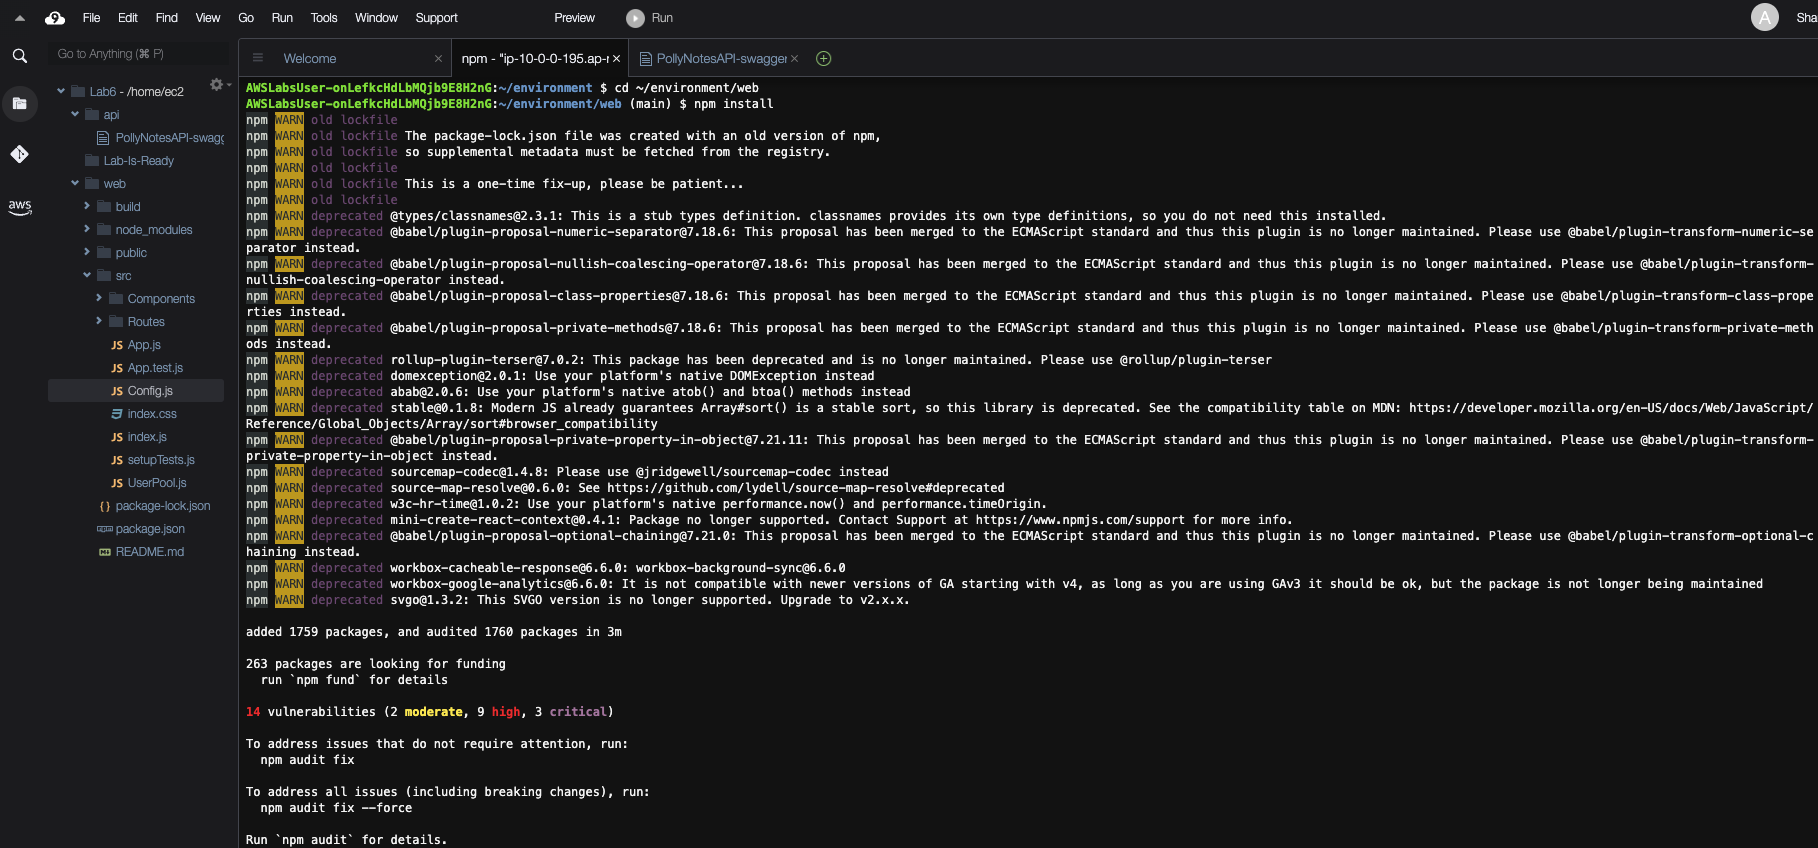 File Edit Find View Go Run Tools Window Support Preview Run A Sha
Go to Anything (⌘ P)
Welcome × npm - "ip-10-0-0-195.ap-r × PollyNotesAPI-swagger ×
aws
Lab6 - /home/ec2
api
PollyNotesAPI-swagg
Lab-Is-Ready
web
build
node_modules
public
src
Components
Routes
JS App.js
JS App.test.js
JS Config.js
index.css
JS index.js
JS setupTests.js
JS UserPool.js
{} package-lock.json
package.json
README.md
AWSLabsUser-onLefkcHdLbMQjb9E8H2nG:~/environment $ cd ~/environment/web
AWSLabsUser-onLefkcHdLbMQjb9E8H2nG:~/environment/web (main) $ npm install
npm WARN old lockfile
npm WARN old lockfile The package-lock.json file was created with an old version of npm,
npm WARN old lockfile so supplemental metadata must be fetched from the registry.
npm WARN old lockfile
npm WARN old lockfile This is a one-time fix-up, please be patient...
npm WARN old lockfile
npm WARN deprecated @types/classnames@2.3.1: This is a stub types definition. classnames provides its own type definitions, so you do not need this installed.
npm WARN deprecated @babel/plugin-proposal-numeric-separator@7.18.6: This proposal has been merged to the ECMAScript standard and thus this plugin is no longer maintained. Please use @babel/plugin-transform-numeric-se
parator instead.
npm WARN deprecated @babel/plugin-proposal-nullish-coalescing-operator@7.18.6: This proposal has been merged to the ECMAScript standard and thus this plugin is no longer maintained. Please use @babel/plugin-transform-
nullish-coalescing-operator instead.
npm WARN deprecated @babel/plugin-proposal-class-properties@7.18.6: This proposal has been merged to the ECMAScript standard and thus this plugin is no longer maintained. Please use @babel/plugin-transform-class-prope
rties instead.
npm WARN deprecated @babel/plugin-proposal-private-methods@7.18.6: This proposal has been merged to the ECMAScript standard and thus this plugin is no longer maintained. Please use @babel/plugin-transform-private-meth
ods instead.
npm WARN deprecated rollup-plugin-terser@7.0.2: This package has been deprecated and is no longer maintained. Please use @rollup/plugin-terser
npm WARN deprecated domexception@2.0.1: Use your platform's native DOMException instead
npm WARN deprecated abab@2.0.6: Use your platform's native atob() and btoa() methods instead
npm WARN deprecated stable@0.1.8: Modern JS already guarantees Array#sort() is a stable sort, so this library is deprecated. See the compatibility table on MDN: https://developer.mozilla.org/en-US/docs/Web/JavaScript/
Reference/Global_Objects/Array/sort#browser_compatibility
npm WARN deprecated @babel/plugin-proposal-private-property-in-object@7.21.11: This proposal has been merged to the ECMAScript standard and thus this plugin is no longer maintained. Please use @babel/plugin-transform-
private-property-in-object instead.
npm WARN deprecated sourcemap-codec@1.4.8: Please use @jridgewell/sourcemap-codec instead
npm WARN deprecated source-map-resolve@0.6.0: See https://github.com/lydell/source-map-resolve#deprecated
npm WARN deprecated w3c-hr-time@1.0.2: Use your platform's native performance.now() and performance.timeOrigin.
npm WARN deprecated mini-create-react-context@0.4.1: Package no longer supported. Contact Support at https://www.npmjs.com/support for more info.
npm WARN deprecated @babel/plugin-proposal-optional-chaining@7.21.0: This proposal has been merged to the ECMAScript standard and thus this plugin is no longer maintained. Please use @babel/plugin-transform-optional-c
haining instead.
npm WARN deprecated workbox-cacheable-response@6.6.0: workbox-background-sync@6.6.0
npm WARN deprecated workbox-google-analytics@6.6.0: It is not compatible with newer versions of GA starting with v4, as long as you are using GAv3 it should be ok, but the package is not longer being maintained
npm WARN deprecated svgo@1.3.2: This SVGO version is no longer supported. Upgrade to v2.x.x.
added 1759 packages, and audited 1760 packages in 3m
263 packages are looking for funding
run `npm fund` for details
14 vulnerabilities (2 moderate, 9 high, 3 critical)
To address issues that do not require attention, run:
npm audit fix
To address all issues (including breaking changes), run:
npm audit fix --force
Run `npm audit` for details.